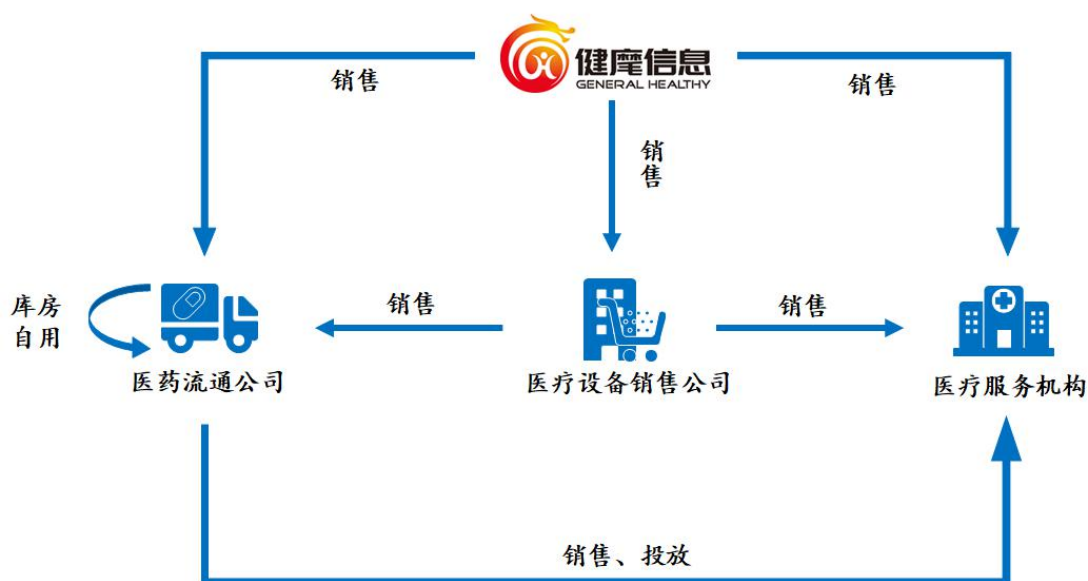 健麾信息
GENERAL HEALTHY
销售
销售
销
售
库房
自用
销售
销售
医药流通公司
医疗设备销售公司
医疗服务机构
销售、投放